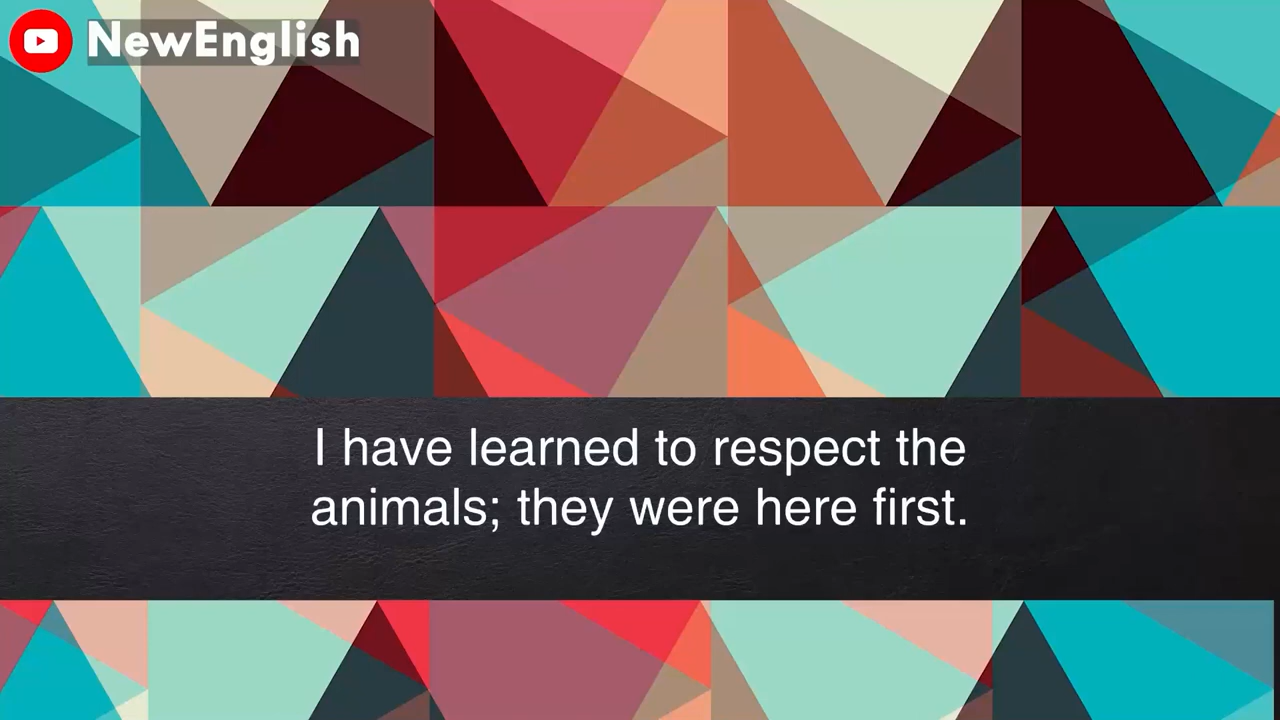 NewEnglish
I have learned to respect the
animals; they were here first.